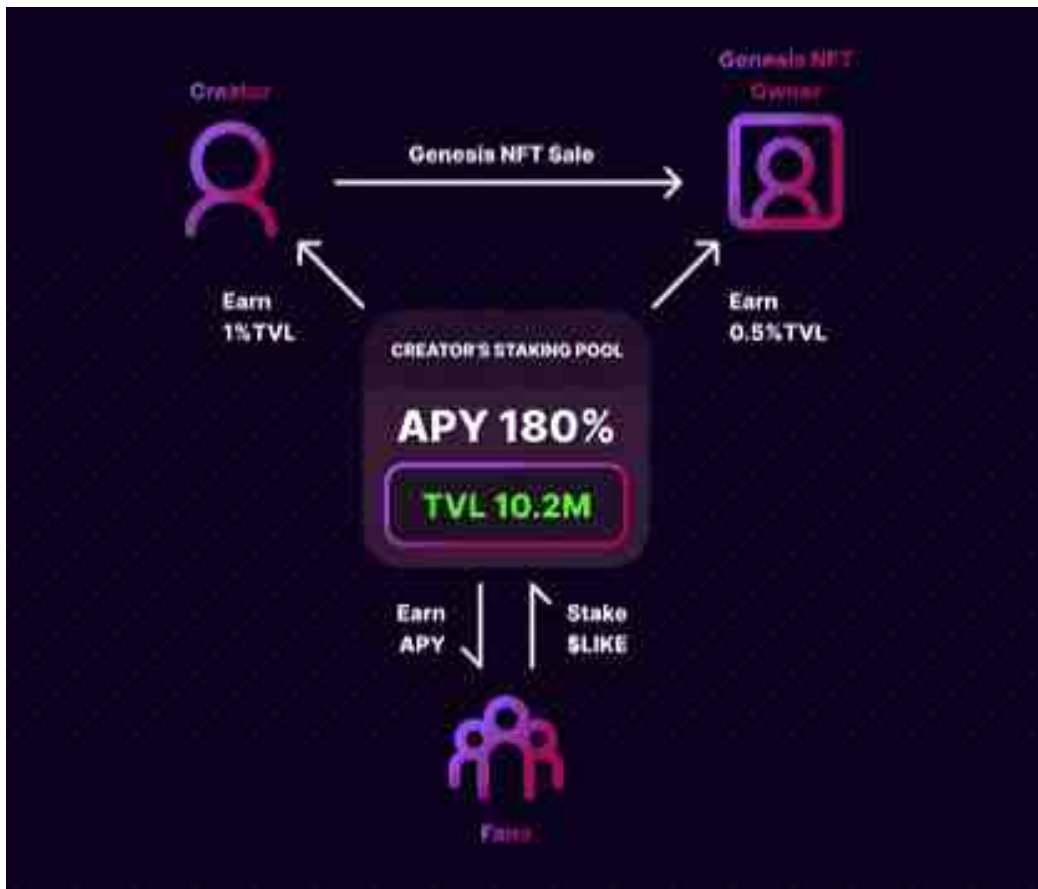 Genesis NFT
Owner
Creator
Genesis NFT Sale
Earn
1%TVL
Earn
0.5%TVL
CREATOR'S STAKING POOL
APY 180%
TVL 10.2M
Earn
APY
Stake
$LIKE
Fans